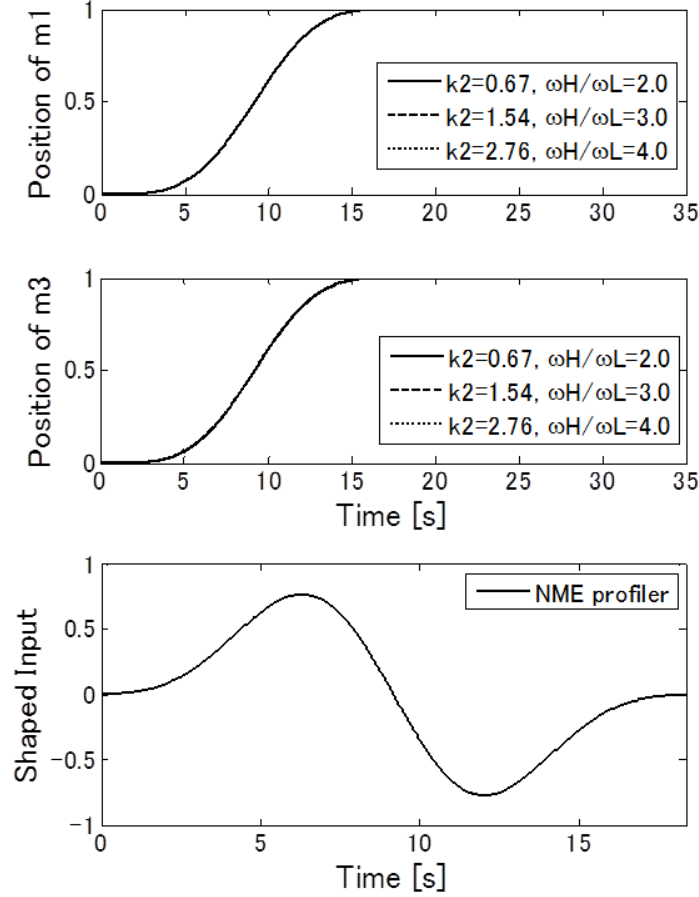 Position of m1
1
0.5
0
k2=0.67, ωH/ωL=2.0
k2=1.54, ωH/ωL=3.0
k2=2.76, ωH/ωL=4.0
0 5 10 15 20 25 30 35
Position of m3
1
0.5
0
k2=0.67, ωH/ωL=2.0
k2=1.54, ωH/ωL=3.0
k2=2.76, ωH/ωL=4.0
0 5 10 15 20 25 30 35
Time [s]
Shaped Input
1
0.5
0
-0.5
-1
NME profiler
0 5 10 15
Time [s]